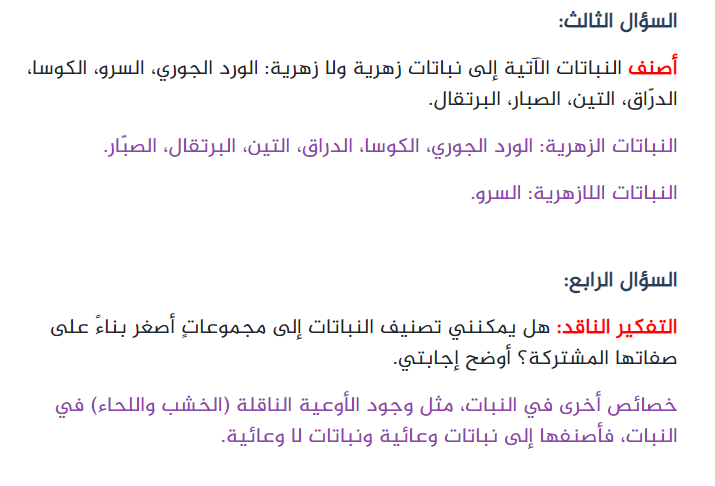 السؤال الثالث:
أصنف النباتات الآتية إلى نباتات زهرية ولا زهرية: الورد الجوري، السرو، الكوسا،
الدرّاق، التين، الصبار، البرتقال.
النباتات الزهرية: الورد الجوري، الكوسا، الدراق، التين، البرتقال، الصبّار.
النباتات اللازهرية: السرو.
السؤال الرابع:
التفكير الناقد: هل يمكنني تصنيف النباتات إلى مجموعاتٍ أصغر بناءً على
صفاتها المشتركة؟ أوضح إجابتي.
خصائص أخرى في النبات، مثل وجود الأوعية الناقلة (الخشب واللحاء) في
النبات، فأصنفها إلى نباتات وعائية ونباتات لا وعائية.